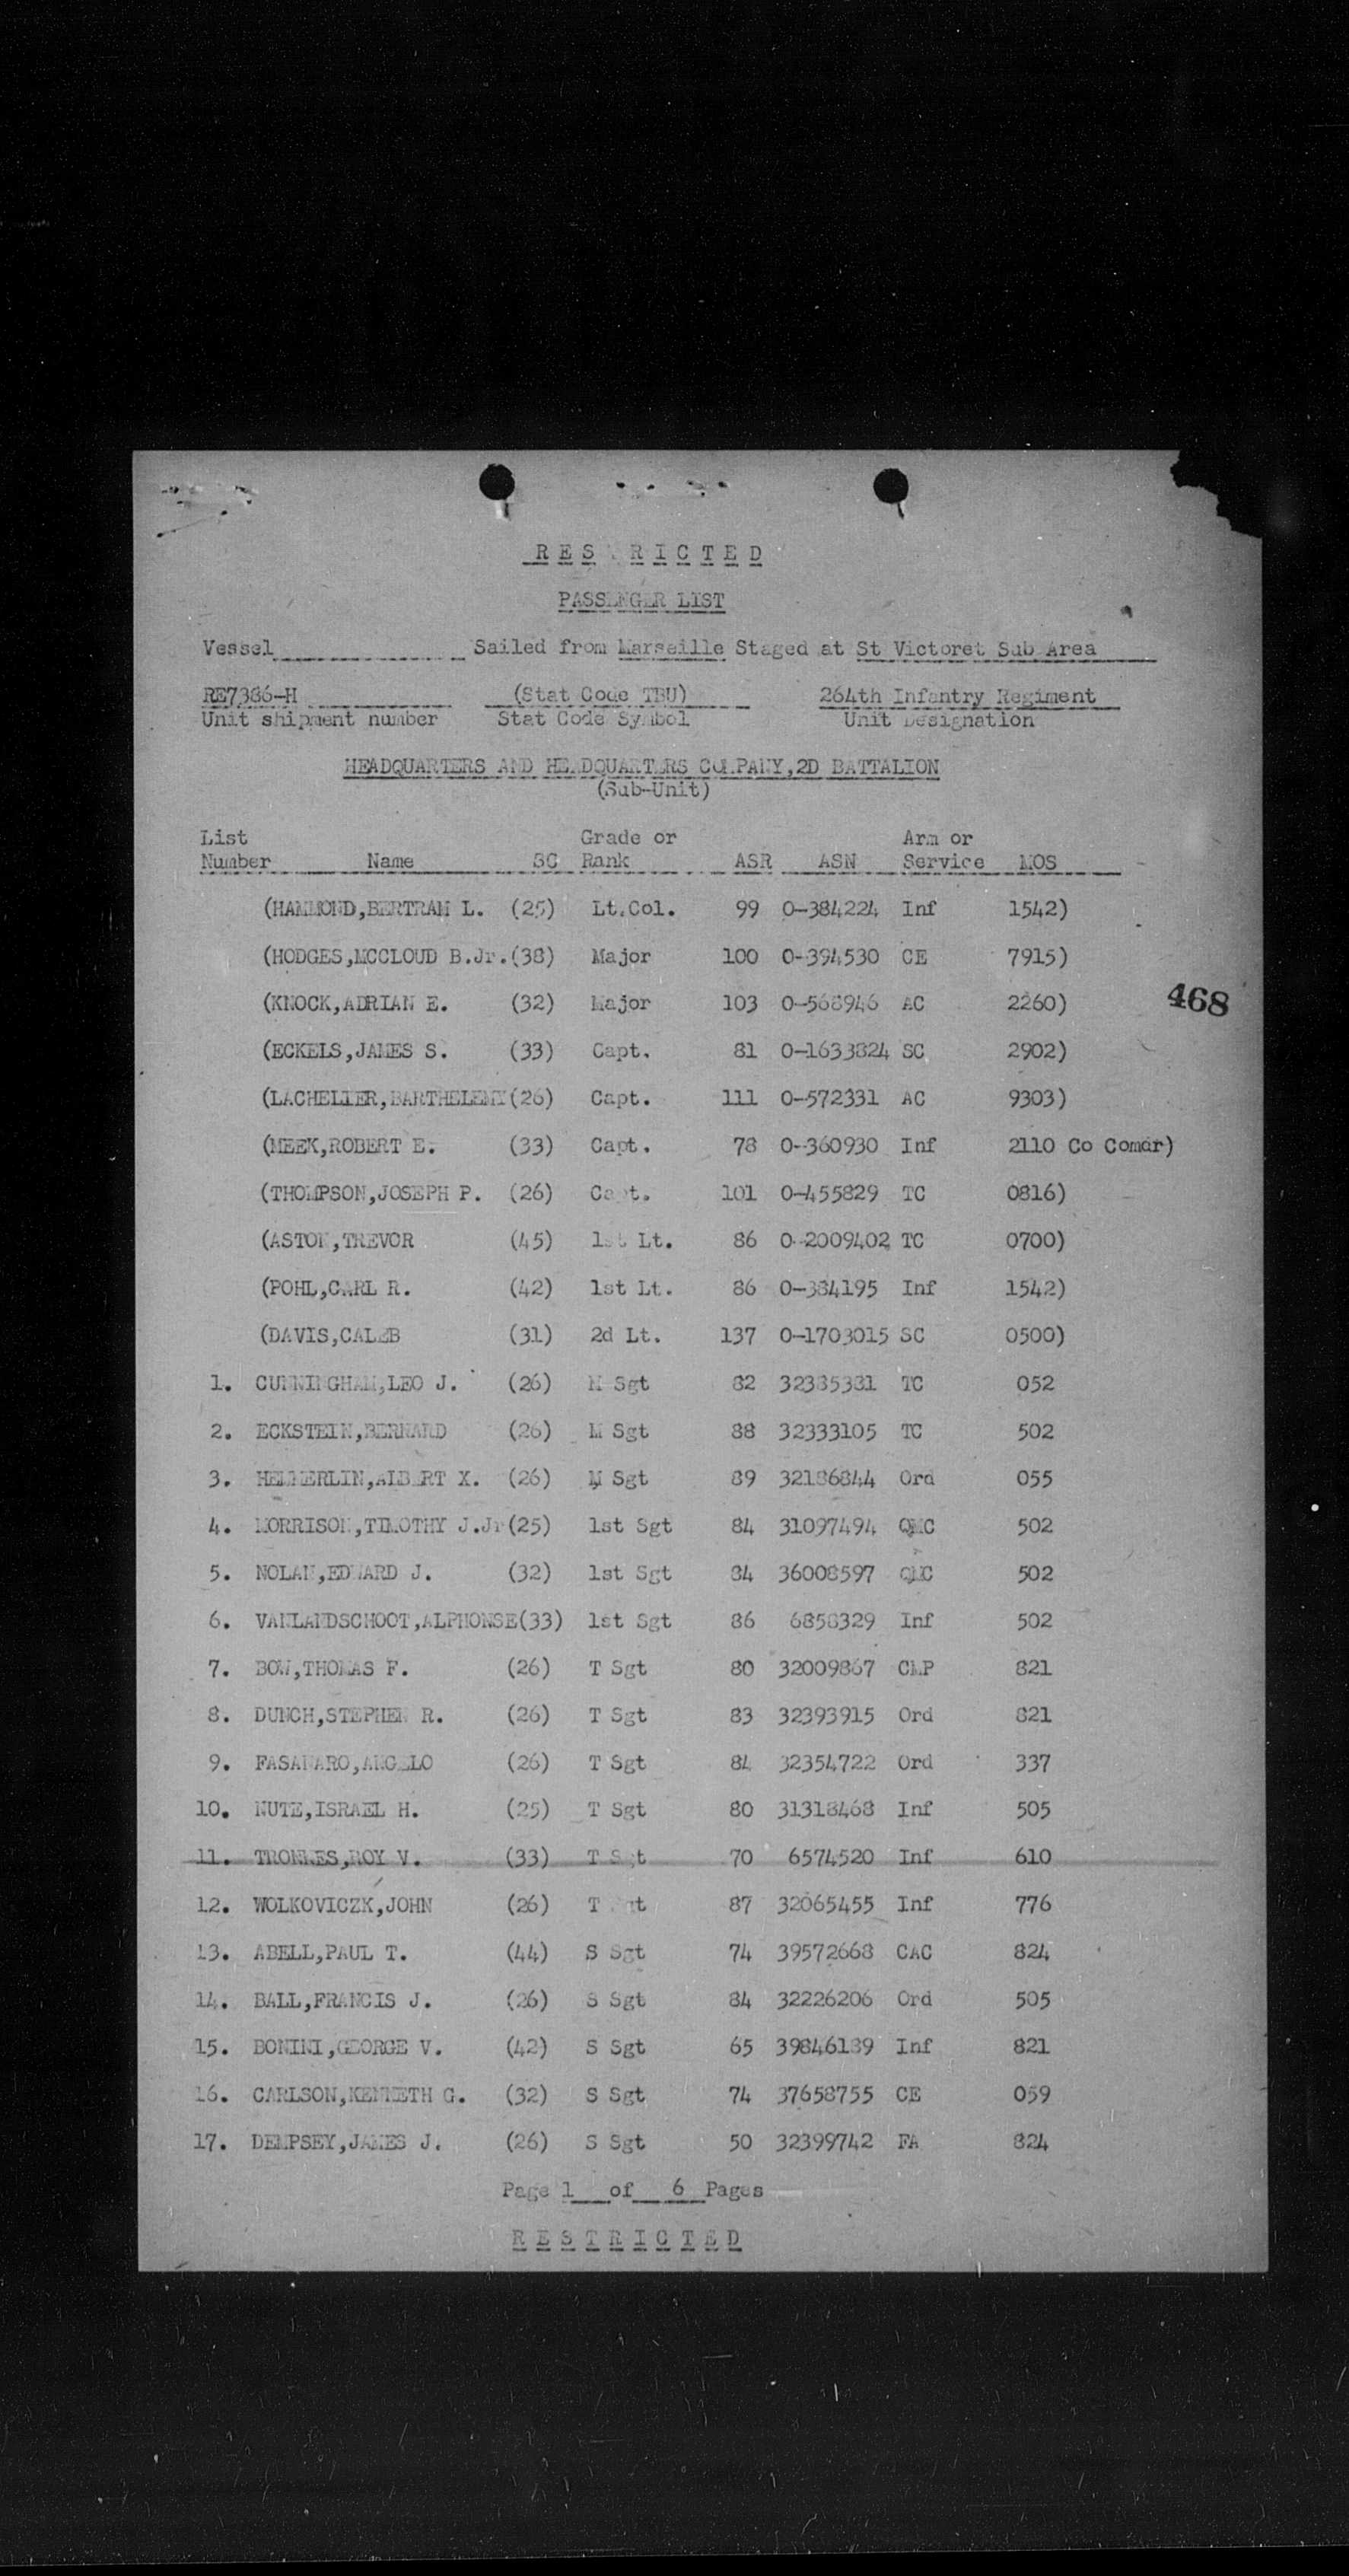 RESTRICTED
PASSENGER LIST
Vessel Sailed from Marseille Staged at St Victoret Sub Area
RE7386-H (Stat Code TBU) 264th Infantry Regiment
Unit shipment number Stat Code Symbol Unit Designation
HEADQUARTERS AND HEADQUARTERS COMPANY,2D BATTALION
(Sub-Unit)
List Grade or Arm or
Number Name SC Rank ASR ASN Service MOS
(HAMMOND,BERTRAM L. (25) Lt.Col. 99 O-384224 Inf 1542)
(HODGES,MCCLOUD B.Jr.(38) Major 100 O-394530 CE 7915)
(KNOCK,ADRIAN E. (32) Major 103 O-568946 AC 2260)
468
(ECKELS,JAMES S. (33) Capt. 81 O-1633824 SC 2902)
(LACHELIER,BARTHELEMY(26) Capt. 111 O-572331 AC 9303)
(MEEK,ROBERT E. (33) Capt. 78 O-360930 Inf 2110 Co Comdr)
(THOMPSON,JOSEPH P. (26) Capt. 101 O-455829 TC 0816)
(ASTON,TREVOR (45) 1st Lt. 86 O-2009402 TC 0700)
(POHL,CARL R. (42) 1st Lt. 86 O-384195 Inf 1542)
(DAVIS,CALEB (31) 2d Lt. 137 O-1703015 SC 0500)
1. CUNNINGHAM,LEO J. (26) M Sgt 82 32385381 TC 052
2. ECKSTEIN,BERNARD (26) M Sgt 88 32333105 TC 502
3. HEMMERLIN,ALBERT X. (26) M Sgt 89 32186844 Ord 055
4. MORRISON,TIMOTHY J.Jr(25) 1st Sgt 84 31097494 QMC 502
5. NOLAN,EDWARD J. (32) 1st Sgt 84 36008597 QMC 502
6. VANLANDSCHOOT,ALPHONSE(33) 1st Sgt 86 6858329 Inf 502
7. BOW,THOMAS F. (26) T Sgt 80 32009867 CMP 821
8. DUNCH,STEPHEN R. (26) T Sgt 83 32393915 Ord 821
9. FASANARO,ANGELO (26) T Sgt 84 32354722 Ord 337
10. NUTE,ISRAEL H. (25) T Sgt 80 31318468 Inf 505
11. TROMMES,ROY V. (33) T Sgt 70 6574520 Inf 610
12. WOLKOVICZK,JOHN (26) T Sgt 87 32065455 Inf 776
13. ABELL,PAUL T. (44) S Sgt 74 39572668 CAC 824
14. BALL,FRANCIS J. (26) S Sgt 84 32226206 Ord 505
15. BONINI,GEORGE V. (42) S Sgt 65 39846189 Inf 821
16. CARLSON,KENNETH G. (32) S Sgt 74 37658755 CE 059
17. DEMPSEY,JAMES J. (26) S Sgt 50 32399742 FA 824
Page 1 of 6 Pages
RESTRICTED